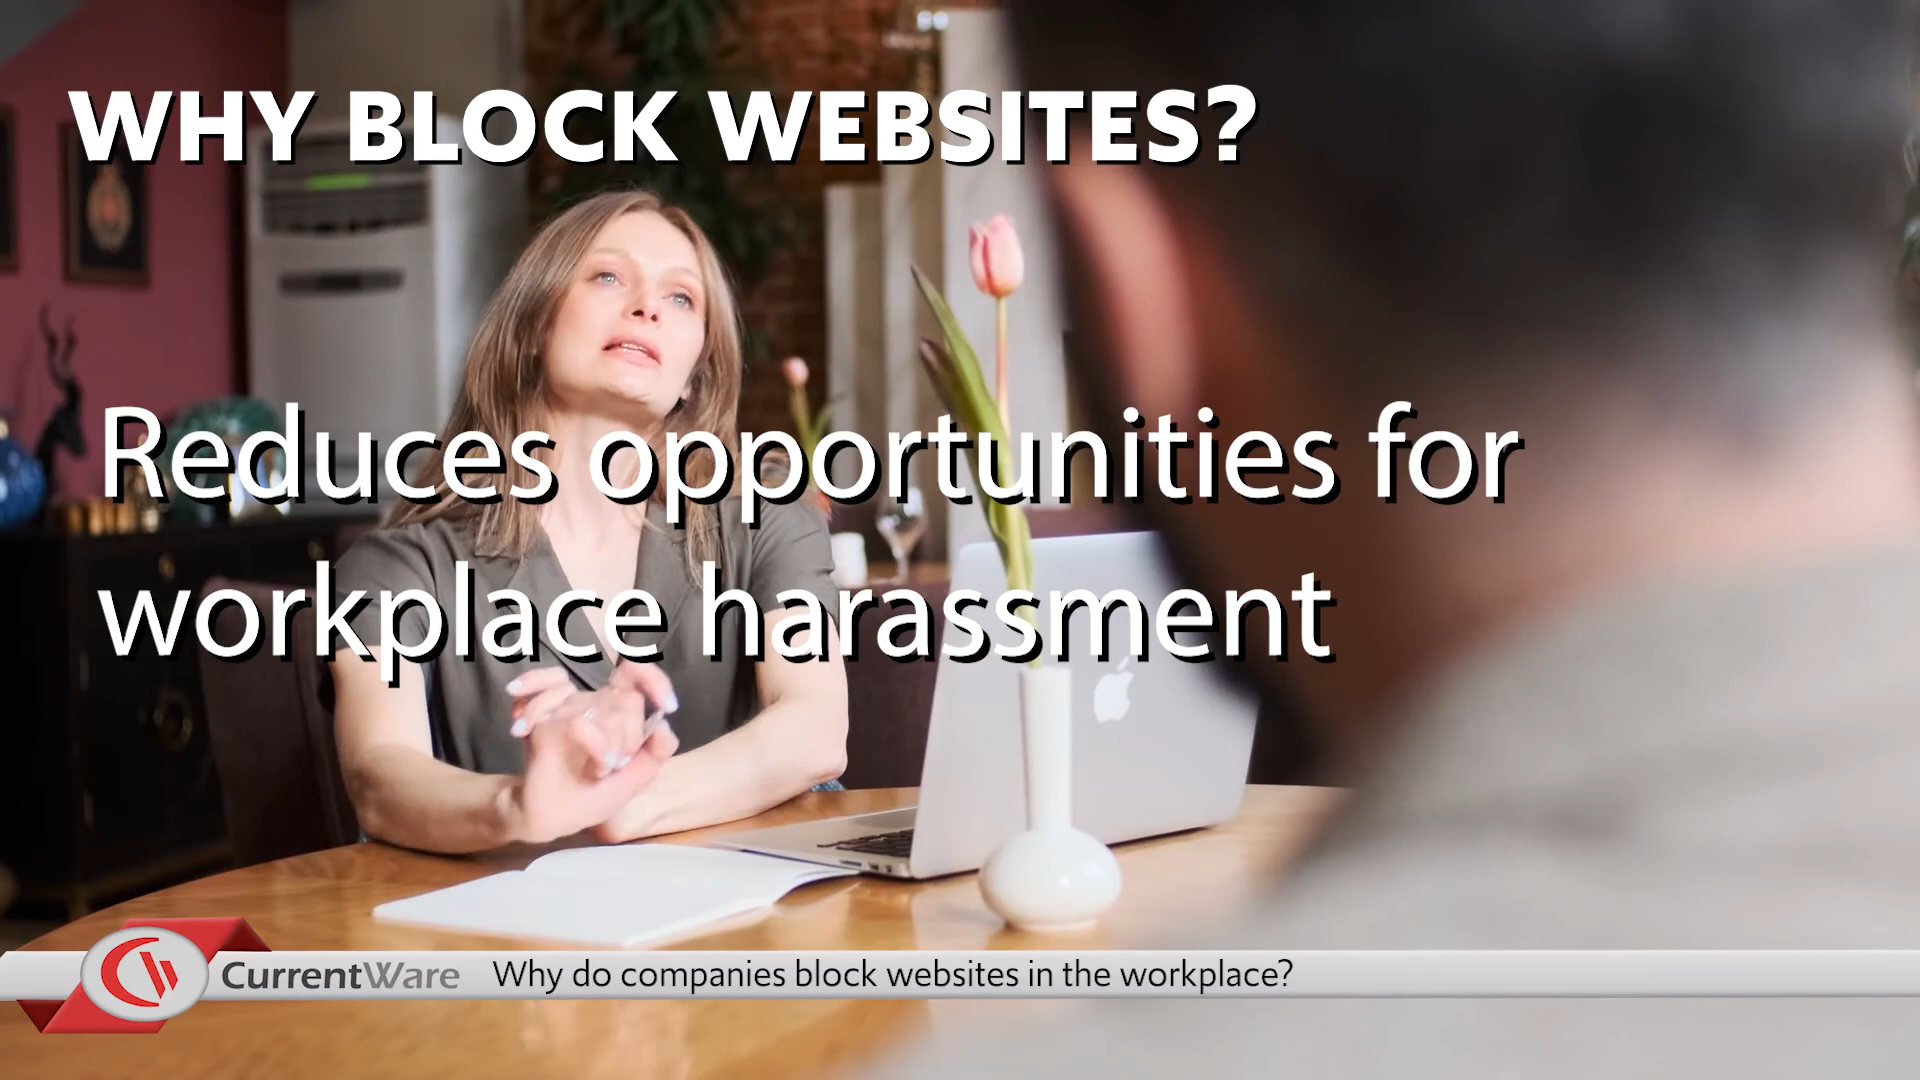 WHY BLOCK WEBSITES?
Reduces opportunities for
workplace harassment
CurrentWare Why do companies block websites in the workplace?